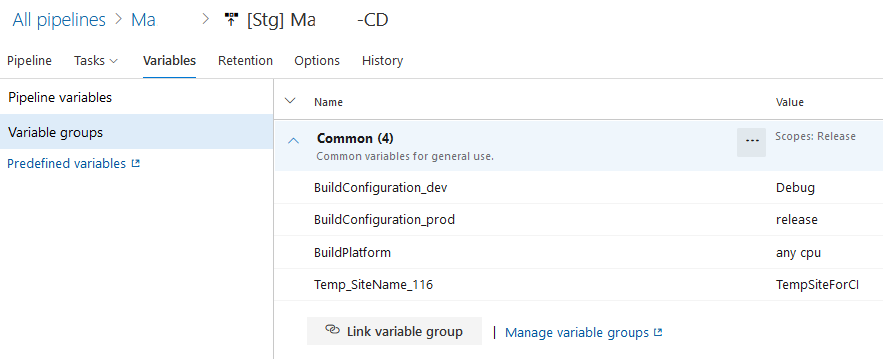 All pipelines > Ma > [Stg] Ma -CD
Pipeline Tasks Variables Retention Options History
Pipeline variables
Variable groups
Predefined variables
Name Value
Common (4) ... Scopes: Release
Common variables for general use.
BuildConfiguration_dev Debug
BuildConfiguration_prod release
BuildPlatform any cpu
Temp_SiteName_116 TempSiteForCI
Link variable group | Manage variable groups